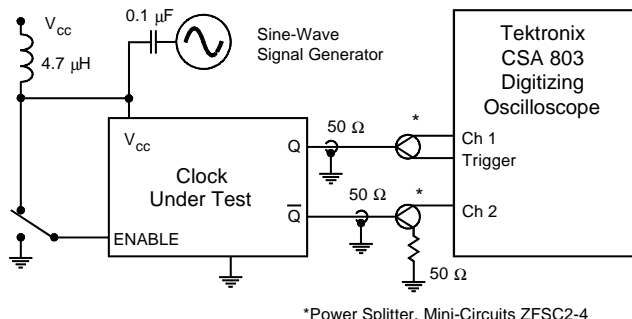 0.1 µF
VCC
4.7 µH
Sine-Wave
Signal Generator
Tektronix
CSA 803
Digitizing
Oscilloscope
VCC
Clock
Under Test
Q
Q̅
ENABLE
50 Ω
*
Ch 1
Trigger
50 Ω
*
Ch 2
50 Ω
*Power Splitter, Mini-Circuits ZFSC2-4